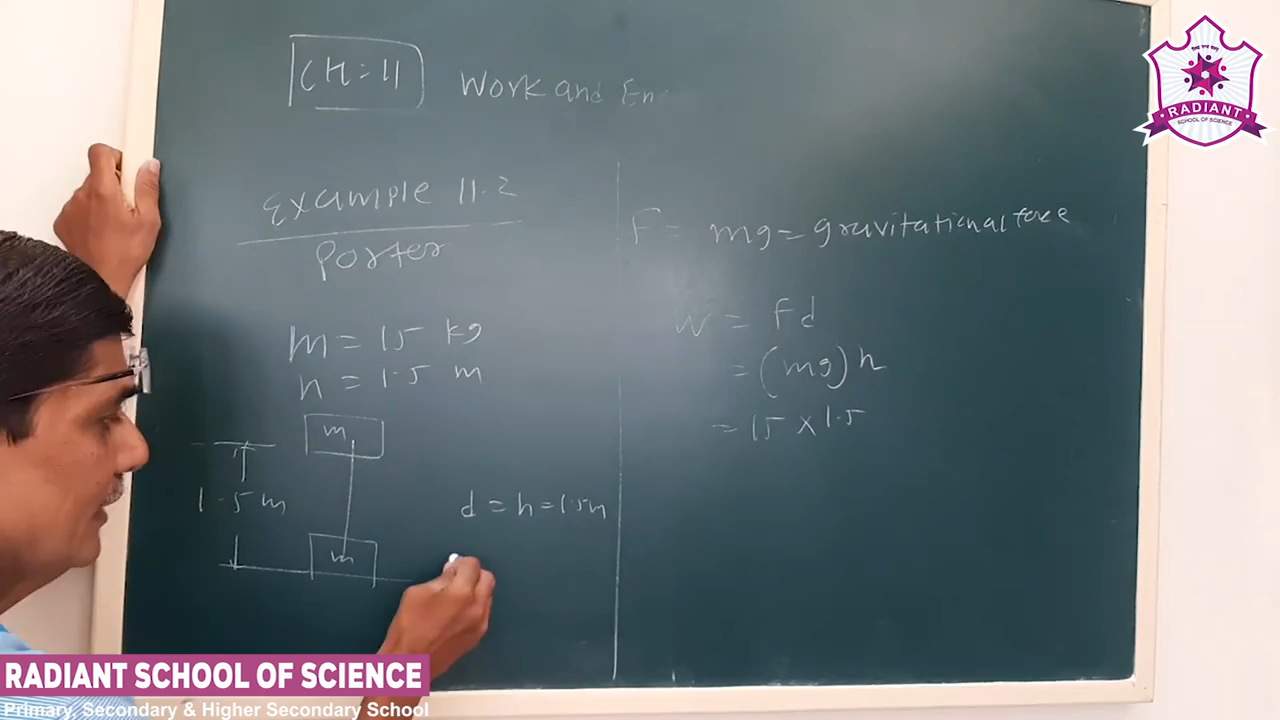 CH:11
Work and En
Example 11.2
Porter
m = 15 kg
h = 1.5 m
m
1.5 m
m
d = h = 1.5m
F = mg = gravitational force
W = Fd
= (mg) h
= 15 × 1.5
RADIANT
SCHOOL OF SCIENCE
RADIANT SCHOOL OF SCIENCE
Primary, Secondary & Higher Secondary School